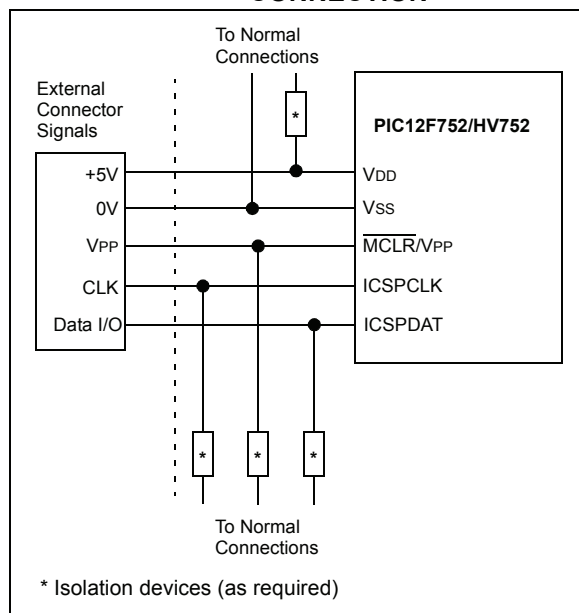 To Normal
Connections
External
Connector
Signals
*
PIC12F752/HV752
+5V
VDD
0V
VSS
VPP
MCLR/VPP
CLK
ICSPCLK
Data I/O
ICSPDAT
* * *
To Normal
Connections
* Isolation devices (as required)